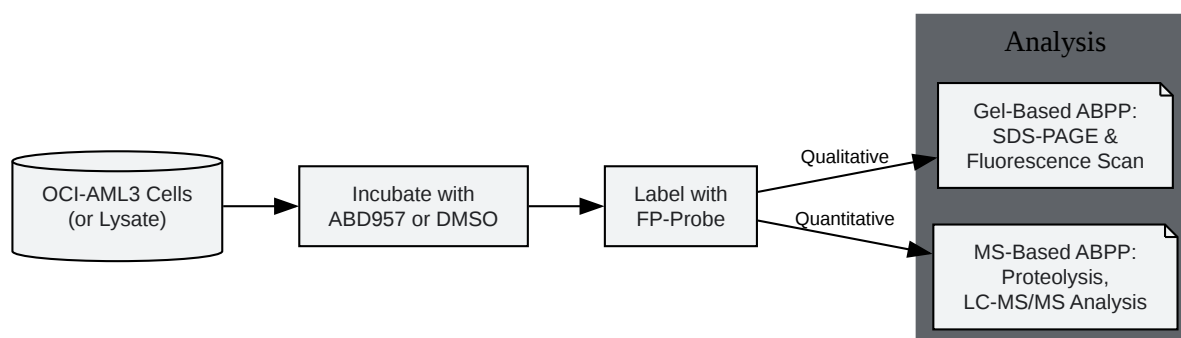 OCI-AML3 Cells
(or Lysate)
Incubate with
ABD957 or DMSO
Label with
FP-Probe
Qualitative
Quantitative
Analysis
Gel-Based ABPP:
SDS-PAGE &
Fluorescence Scan
MS-Based ABPP:
Proteolysis,
LC-MS/MS Analysis